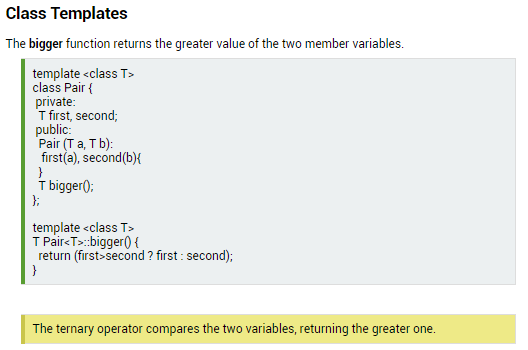 Class Templates
The bigger function returns the greater value of the two member variables.
template <class T>
class Pair {
private:
T first, second;
public:
Pair (T a, T b):
first(a), second(b){
}
T bigger();
};
template <class T>
T Pair<T>::bigger() {
return (first>second ? first : second);
}
The ternary operator compares the two variables, returning the greater one.